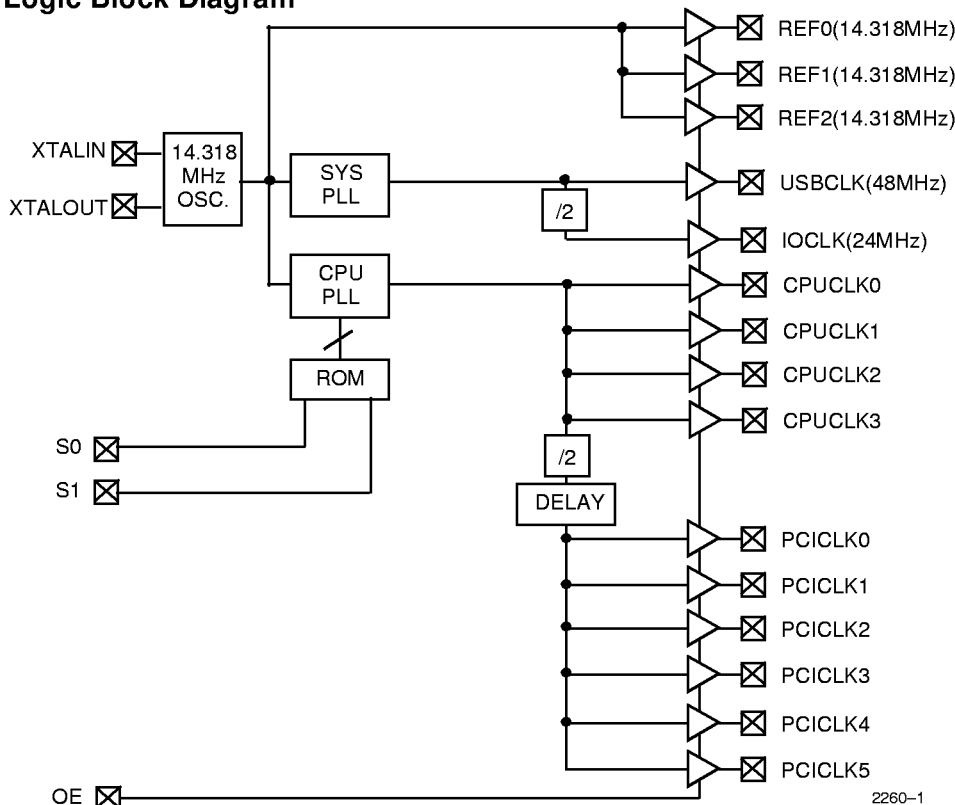 Logic Block Diagram
REF0(14.318MHz)
REF1(14.318MHz)
REF2(14.318MHz)
XTALIN
XTALOUT
14.318
MHz
OSC.
SYS
PLL
/2
USBCLK(48MHz)
IOCLK(24MHz)
CPU
PLL
ROM
CPUCLK0
CPUCLK1
CPUCLK2
CPUCLK3
S0
S1
/2
DELAY
PCICLK0
PCICLK1
PCICLK2
PCICLK3
PCICLK4
PCICLK5
OE
2260–1